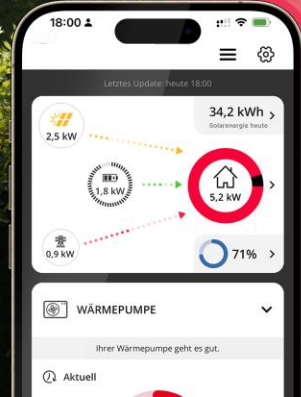 18:00
Letztes Update: heute 18:00
34,2 kWh
Solarenergie heute
2,5 kW
1,8 kW
5,2 kW
0,9 kW
71%
WÄRMEPUMPE
Ihrer Wärmepumpe geht es gut.
Aktuell